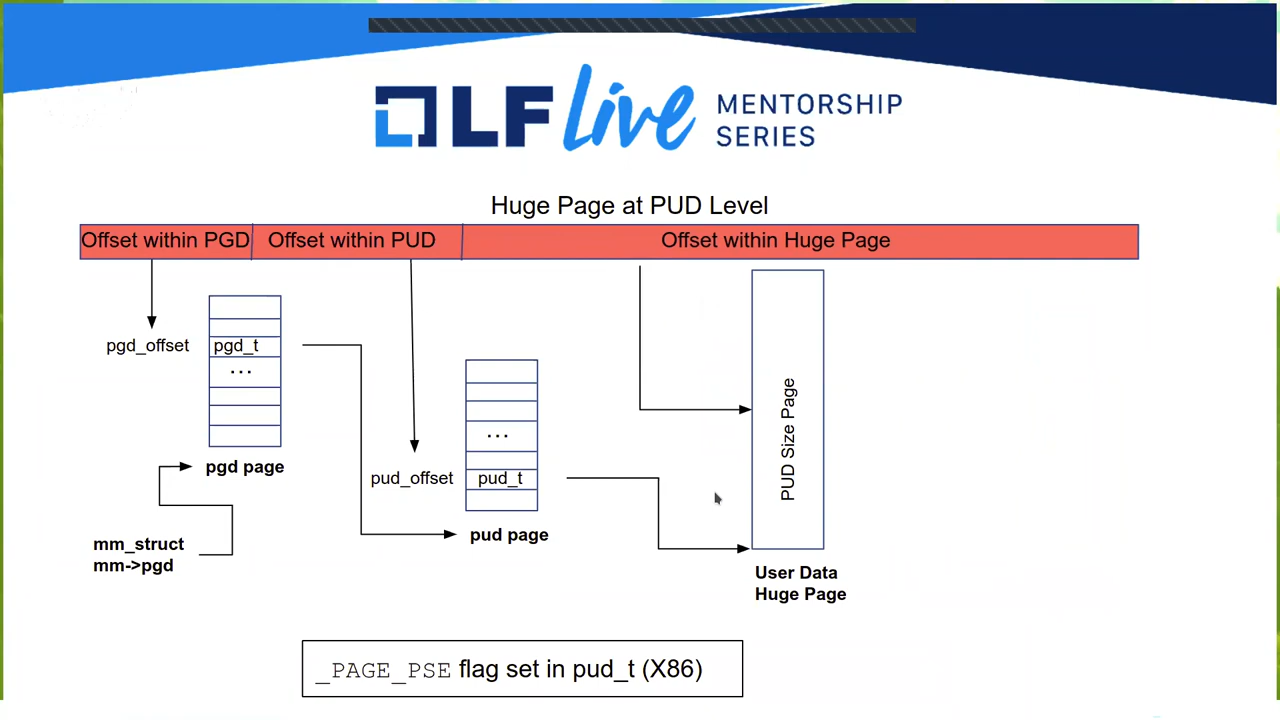 LF Live MENTORSHIP
SERIES
Huge Page at PUD Level
Offset within PGD Offset within PUD Offset within Huge Page
pgd_offset pgd_t
...
pgd page
mm_struct
mm->pgd
...
pud_offset pud_t
pud page
PUD Size Page
User Data
Huge Page
_PAGE_PSE flag set in pud_t (X86)